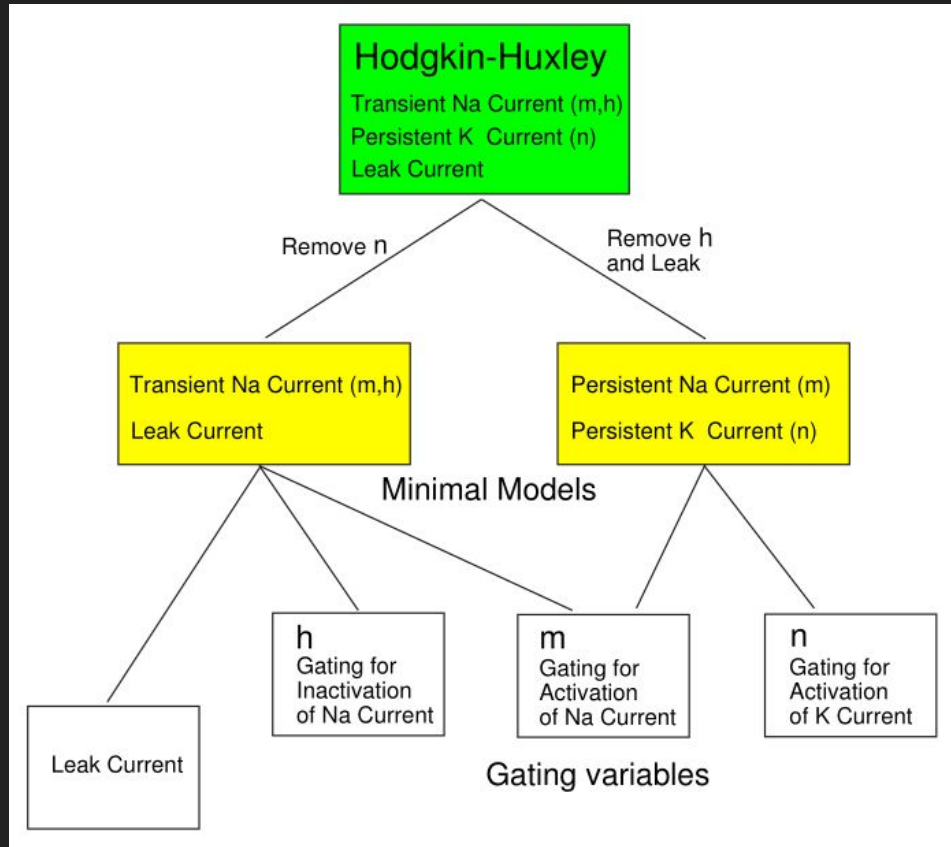 Hodgkin-Huxley
Transient Na Current (m,h)
Persistent K Current (n)
Leak Current
Remove n
Remove h
and Leak
Transient Na Current (m,h)
Leak Current
Persistent Na Current (m)
Persistent K Current (n)
Minimal Models
h
Gating for
Inactivation
of Na Current
m
Gating for
Activation
of Na Current
n
Gating for
Activation
of K Current
Leak Current
Gating variables